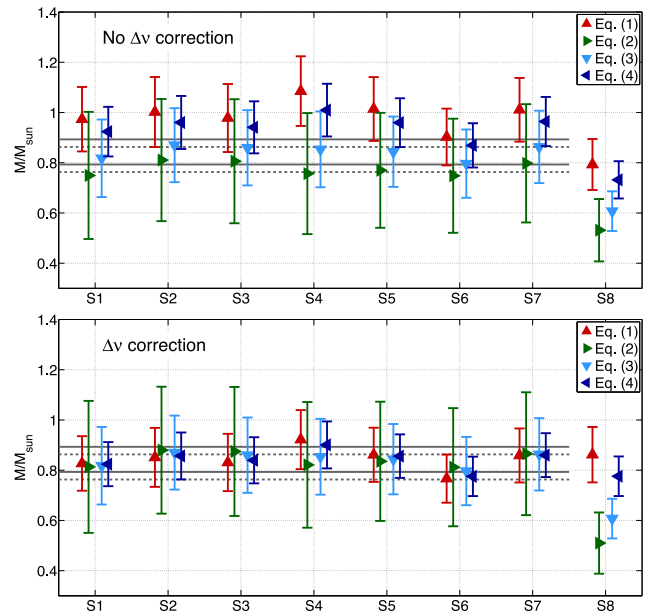 1.4
No Δν correction
Eq. (1)
Eq. (2)
Eq. (3)
Eq. (4)
1.2
1
0.8
0.6
0.4
M/M_sun
S1 S2 S3 S4 S5 S6 S7 S8
1.4
Δν correction
Eq. (1)
Eq. (2)
Eq. (3)
Eq. (4)
1.2
1
0.8
0.6
0.4
M/M_sun
S1 S2 S3 S4 S5 S6 S7 S8